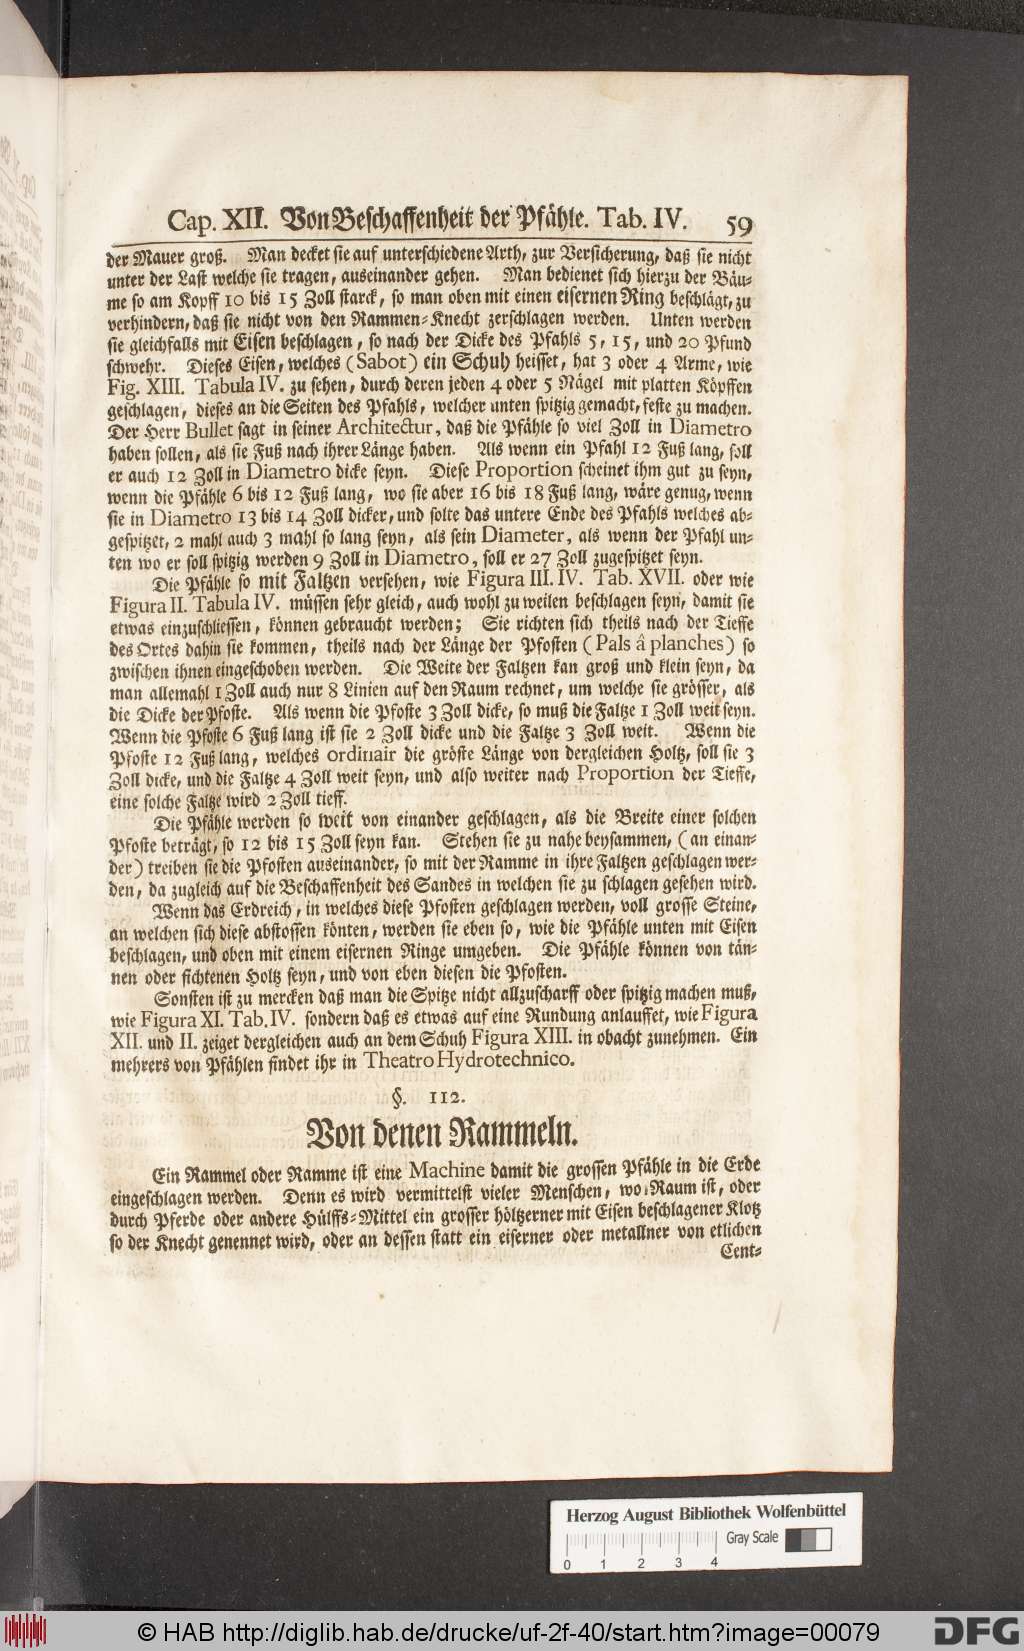 Cap. XII. Von Beschaffenheit der Pfähle. Tab. IV. 59
der Mauer groß. Man decket sie auf unterschiedene Arth, zur Versicherung, daß sie nicht
unter der Last welche sie tragen, auseinander gehen. Man bedienet sich hierzu der Bäu-
me so am Kopff 10 bis 15 Zoll starck, so man oben mit einen eisernen Ring beschlägt, zu
verhindern, daß sie nicht von den Rammen-Knecht zerschlagen werden. Unten werden
sie gleichfalls mit Eisen beschlagen, so nach der Dicke des Pfahls 5, 15, und 20 Pfund
schwehr. Dieses Eisen, welches (Sabot) ein Schuh heisset, hat 3 oder 4 Arme, wie
Fig. XIII. Tabula IV. zu sehen, durch deren jeden 4 oder 5 Nägel mit platten Köpffen
geschlagen, dieses an die Seiten des Pfahls, welcher unten spitzig gemacht, feste zu machen.
Der Herr Bullet sagt in seiner Architectur, daß die Pfähle so viel Zoll in Diametro
haben sollen, als sie Fuß nach ihrer Länge haben. Als wenn ein Pfahl 12 Fuß lang, soll
er auch 12 Zoll in Diametro dicke seyn. Diese Proportion scheinet ihm gut zu seyn,
wenn die Pfähle 6 bis 12 Fuß lang, wo sie aber 16 bis 18 Fuß lang, wäre genug, wenn
sie in Diametro 13 bis 14 Zoll dicker, und solte das untere Ende des Pfahls welches ab-
gespitzet, 2 mahl auch 3 mahl so lang seyn, als sein Diameter, als wenn der Pfahl un-
ten wo er soll spitzig werden 9 Zoll in Diametro, soll er 27 Zoll zugespitzet seyn.
Die Pfähle so mit Faltzen versehen, wie Figura III. IV. Tab. XVII. oder wie
Figura II. Tabula IV. müssen sehr gleich, auch wohl zu weilen beschlagen seyn, damit sie
etwas einzuschliessen, können gebraucht werden; Sie richten sich theils nach der Tieffe
des Ortes dahin sie kommen, theils nach der Länge der Pfosten (Pals â planches) so
zwischen ihnen eingeschoben werden. Die Weite der Faltzen kan groß und klein seyn, da
man allemahl 1 Zoll auch nur 8 Linien auf den Raum rechnet, um welche sie grösser, als
die Dicke der Pfoste. Als wenn die Pfoste 3 Zoll dicke, so muß die Faltze 1 Zoll weit seyn.
Wenn die Pfoste 6 Fuß lang ist sie 2 Zoll dicke und die Faltze 3 Zoll weit. Wenn die
Pfoste 12 Fuß lang, welches ordinair die gröste Länge von dergleichen Holtz, soll sie 3
Zoll dicke, und die Faltze 4 Zoll weit seyn, und also weiter nach Proportion der Tieffe,
eine solche Faltze wird 2 Zoll tieff.
Die Pfähle werden so weit von einander geschlagen, als die Breite einer solchen
Pfoste beträgt, so 12 bis 15 Zoll seyn kan. Stehen sie zu nahe beysammen, (an einan-
der) treiben sie die Pfosten auseinander, so mit der Ramme in ihre Faltzen geschlagen wer-
den, da zugleich auf die Beschaffenheit des Sandes in welchen sie zu schlagen gesehen wird.
Wenn das Erdreich, in welches diese Pfosten geschlagen werden, voll grosse Steine,
an welchen sich diese abstossen könten, werden sie eben so, wie die Pfähle unten mit Eisen
beschlagen, und oben mit einem eisernen Ringe umgeben. Die Pfähle können von tän-
nen oder fichtenen Holtz seyn, und von eben diesen die Pfosten.
Sonsten ist zu mercken daß man die Spitze nicht allzuscharff oder spitzig machen muß,
wie Figura XI. Tab. IV. sondern daß es etwas auf eine Rundung anlauffet, wie Figura
XII. und II. zeiget dergleichen auch an dem Schuh Figura XIII. in obacht zunehmen. Ein
mehrers von Pfählen findet ihr in Theatro Hydrotechnico.
§. 112.
Von denen Rammeln.
Ein Rammel oder Ramme ist eine Machine damit die grossen Pfähle in die Erde
eingeschlagen werden. Denn es wird vermittelst vieler Menschen, wo Raum ist, oder
durch Pferde oder andere Hülffs-Mittel ein grosser höltzerner mit Eisen beschlagener Klotz
so der Knecht genennet wird, oder an dessen statt ein eiserner oder metallner von etlichen
Cent-
Herzog August Bibliothek Wolfenbüttel
Gray Scale
0 1 2 3 4
© HAB http://diglib.hab.de/drucke/uf-2f-40/start.htm?image=00079
DFG